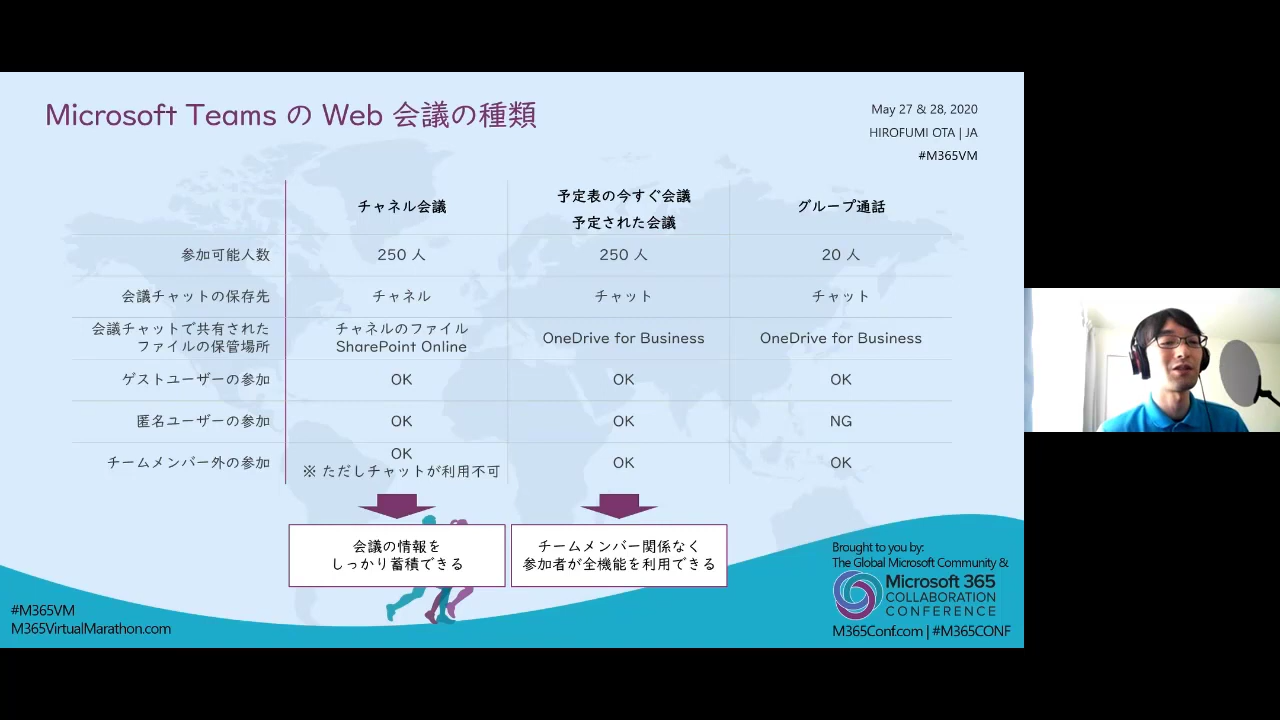 Microsoft Teams の Web 会議の種類
May 27 & 28, 2020
HIROFUMI OTA | JA
#M365VM
チャネル会議
予定表の今すぐ会議
予定された会議
グループ通話
参加可能人数
250 人
250 人
20 人
会議チャットの保存先
チャネル
チャット
チャット
会議チャットで共有された
ファイルの保管場所
チャネルのファイル
SharePoint Online
OneDrive for Business
OneDrive for Business
ゲストユーザーの参加
OK
OK
OK
匿名ユーザーの参加
OK
OK
NG
チームメンバー外の参加
OK
※ ただしチャットが利用不可
OK
OK
会議の情報を
しっかり蓄積できる
チームメンバー関係なく
参加者が全機能を利用できる
#M365VM
M365VirtualMarathon.com
Brought to you by:
The Global Microsoft Community &
Microsoft 365
COLLABORATION
CONFERENCE
M365Conf.com | #M365CONF